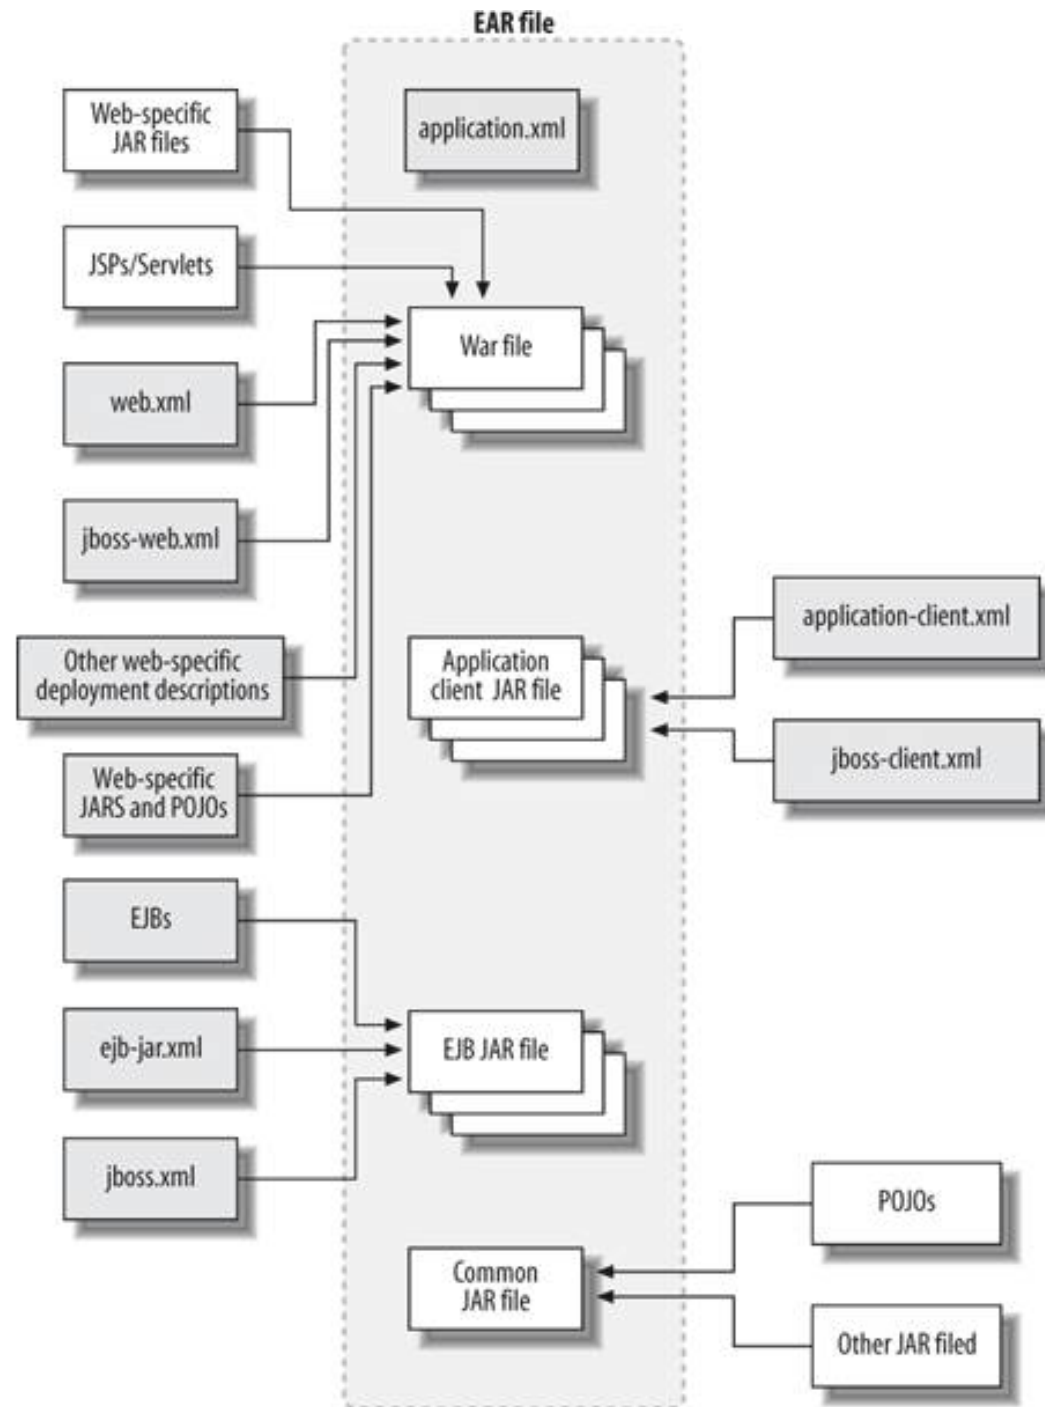 EAR file
Web-specific
JAR files
application.xml
JSPs/Servlets
War file
web.xml
jboss-web.xml
application-client.xml
Other web-specific
deployment descriptions
Application
client JAR file
jboss-client.xml
Web-specific
JARS and POJOs
EJBs
ejb-jar.xml
EJB JAR file
jboss.xml
POJOs
Common
JAR file
Other JAR filed